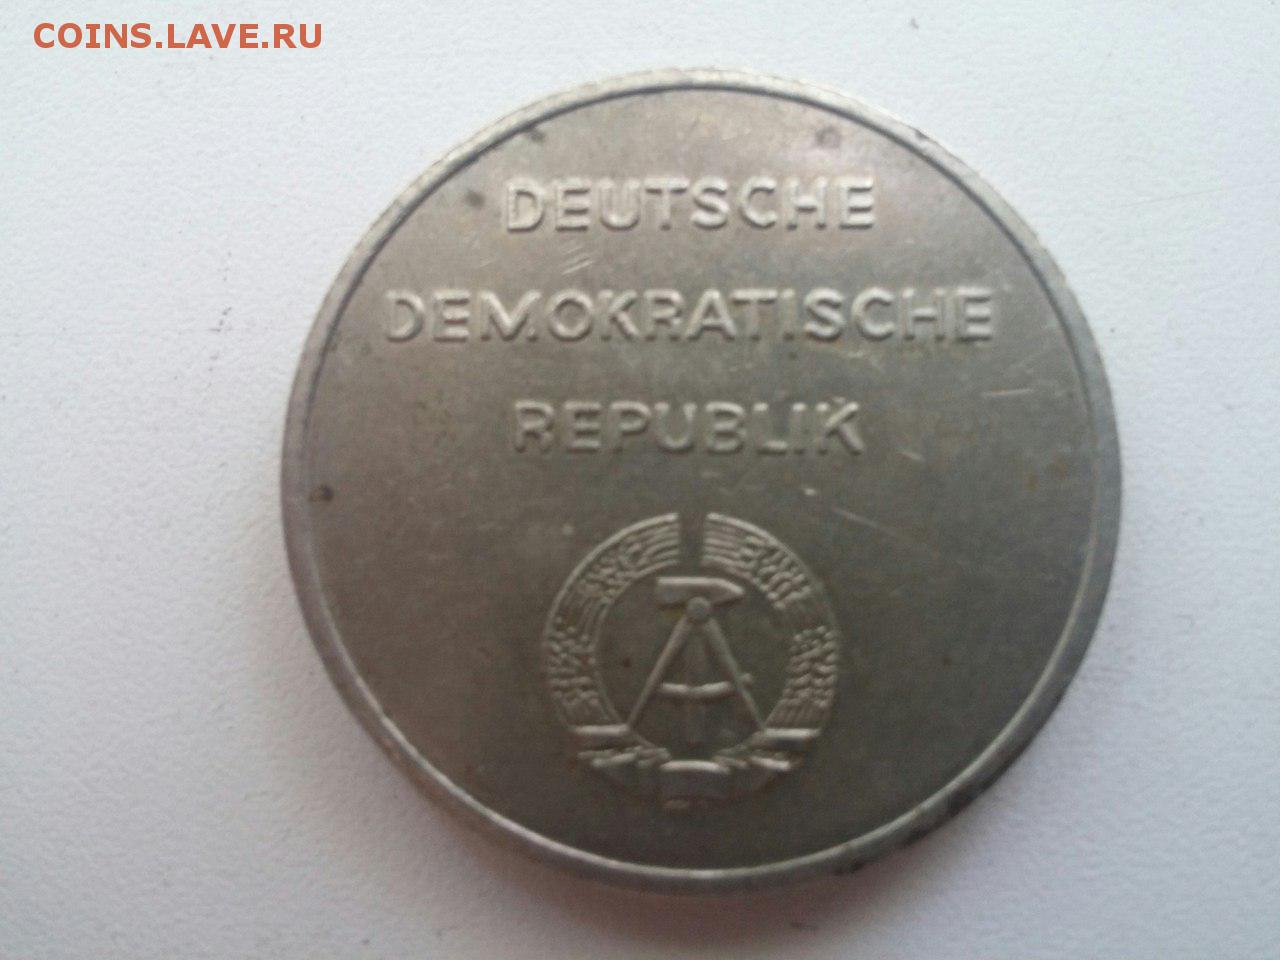 COINS.LAVE.RU
DEUTSCHE
DEMOKRATISCHE
REPUBLIK